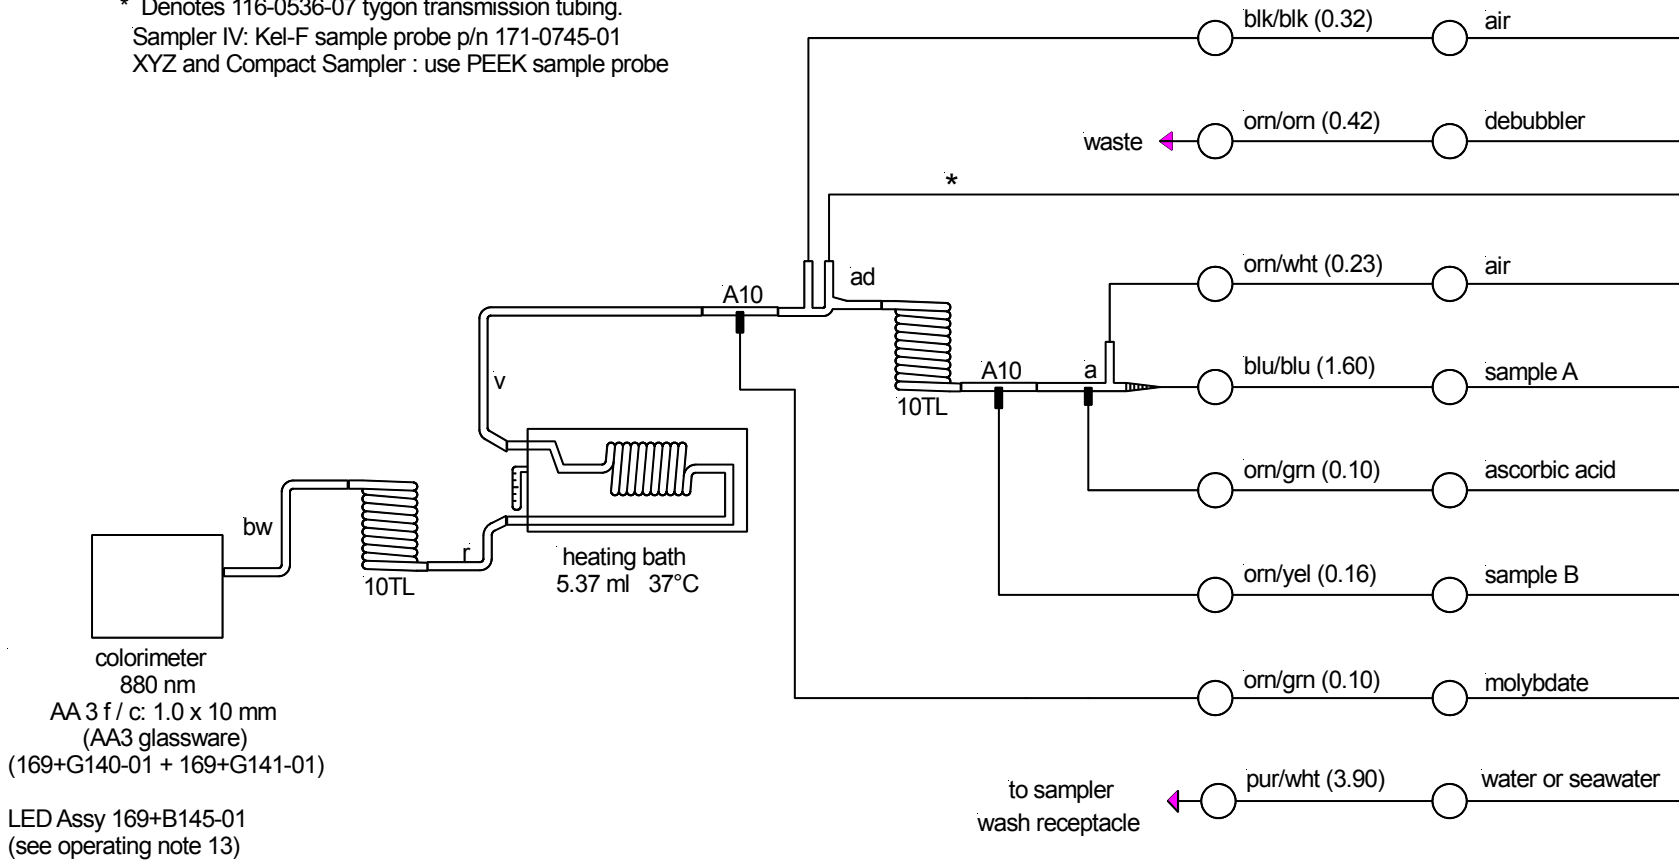 * Denotes 116-0536-07 tygon transmission tubing.
Sampler IV: Kel-F sample probe p/n 171-0745-01
XYZ and Compact Sampler : use PEEK sample probe
blk/blk (0.32) air
waste orn/orn (0.42) debubbler
*
orn/wht (0.23) air
ad
A10
blu/blu (1.60) sample A
A10 a
v
10TL
orn/grn (0.10) ascorbic acid
bw
r
heating bath
5.37 ml 37°C
10TL
orn/yel (0.16) sample B
colorimeter
880 nm
AA 3 f / c: 1.0 x 10 mm
(AA3 glassware)
(169+G140-01 + 169+G141-01)
orn/grn (0.10) molybdate
pur/wht (3.90) water or seawater
to sampler
wash receptacle
LED Assy 169+B145-01
(see operating note 13)